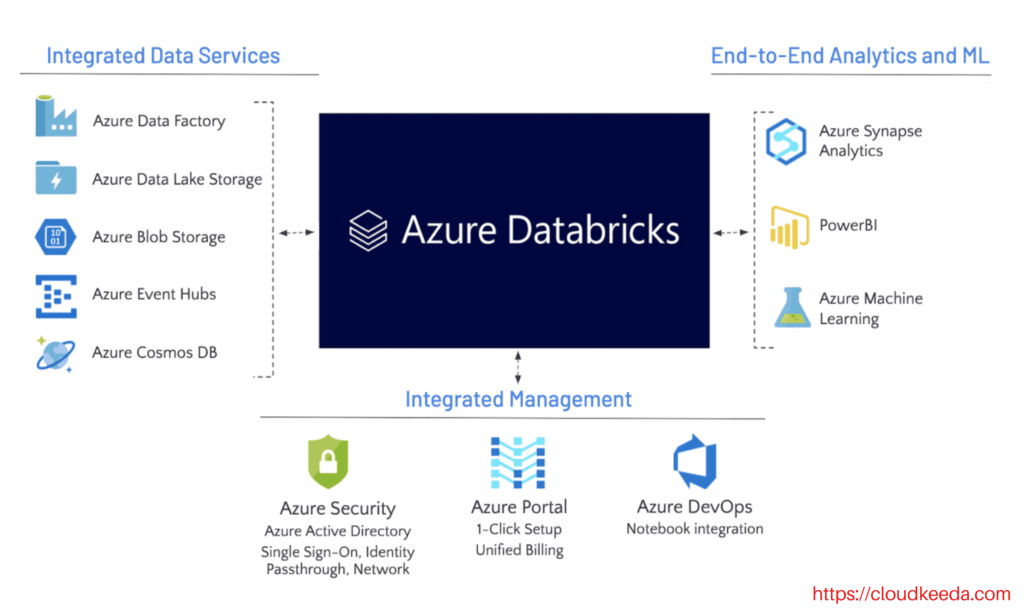 Integrated Data Services
Azure Data Factory
Azure Data Lake Storage
10
01
Azure Blob Storage
Azure Event Hubs
Azure Cosmos DB
Azure Databricks
End-to-End Analytics and ML
Azure Synapse
Analytics
PowerBI
Azure Machine
Learning
Integrated Management
Azure Security
Azure Active Directory
Single Sign-On, Identity
Passthrough, Network
Azure Portal
1-Click Setup
Unified Billing
Azure DevOps
Notebook integration
https://cloudkeeda.com